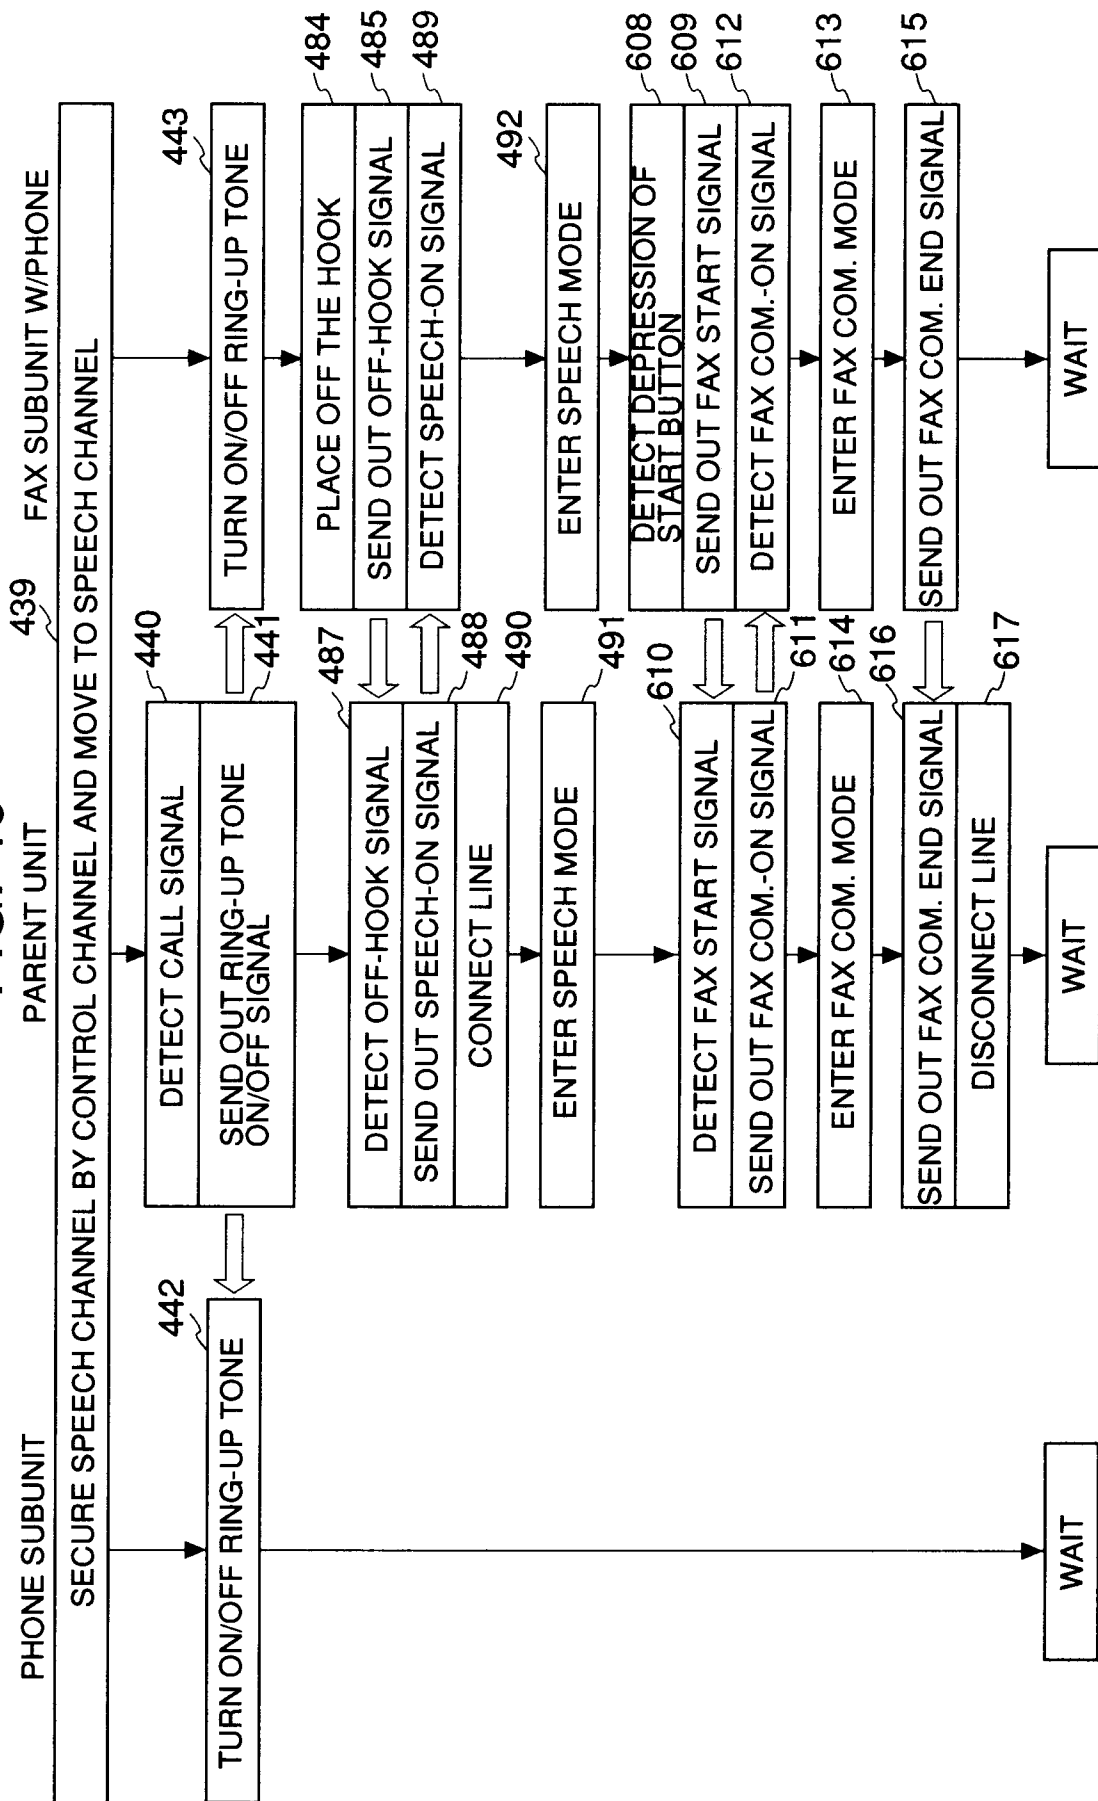 PHONE SUBUNIT
PARENT UNIT
FAX SUBUNIT W/PHONE
439
SECURE SPEECH CHANNEL BY CONTROL CHANNEL AND MOVE TO SPEECH CHANNEL
440
DETECT CALL SIGNAL
441
SEND OUT RING-UP TONE
ON/OFF SIGNAL
442
TURN ON/OFF RING-UP TONE
443
TURN ON/OFF RING-UP TONE
484
PLACE OFF THE HOOK
485
SEND OUT OFF-HOOK SIGNAL
489
DETECT SPEECH-ON SIGNAL
487
DETECT OFF-HOOK SIGNAL
488
SEND OUT SPEECH-ON SIGNAL
490
CONNECT LINE
491
ENTER SPEECH MODE
492
ENTER SPEECH MODE
608
DETECT DEPRESSION OF
START BUTTON
609
SEND OUT FAX START SIGNAL
612
DETECT FAX COM.-ON SIGNAL
610
DETECT FAX START SIGNAL
611
SEND OUT FAX COM.-ON SIGNAL
613
ENTER FAX COM. MODE
614
ENTER FAX COM. MODE
615
SEND OUT FAX COM. END SIGNAL
616
SEND OUT FAX COM. END SIGNAL
617
DISCONNECT LINE
WAIT
WAIT
WAIT